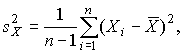 $s_X^2 = \frac{1}{n-1}\sum_{i=1}^{n}(X_i - \overline{X})^2,$